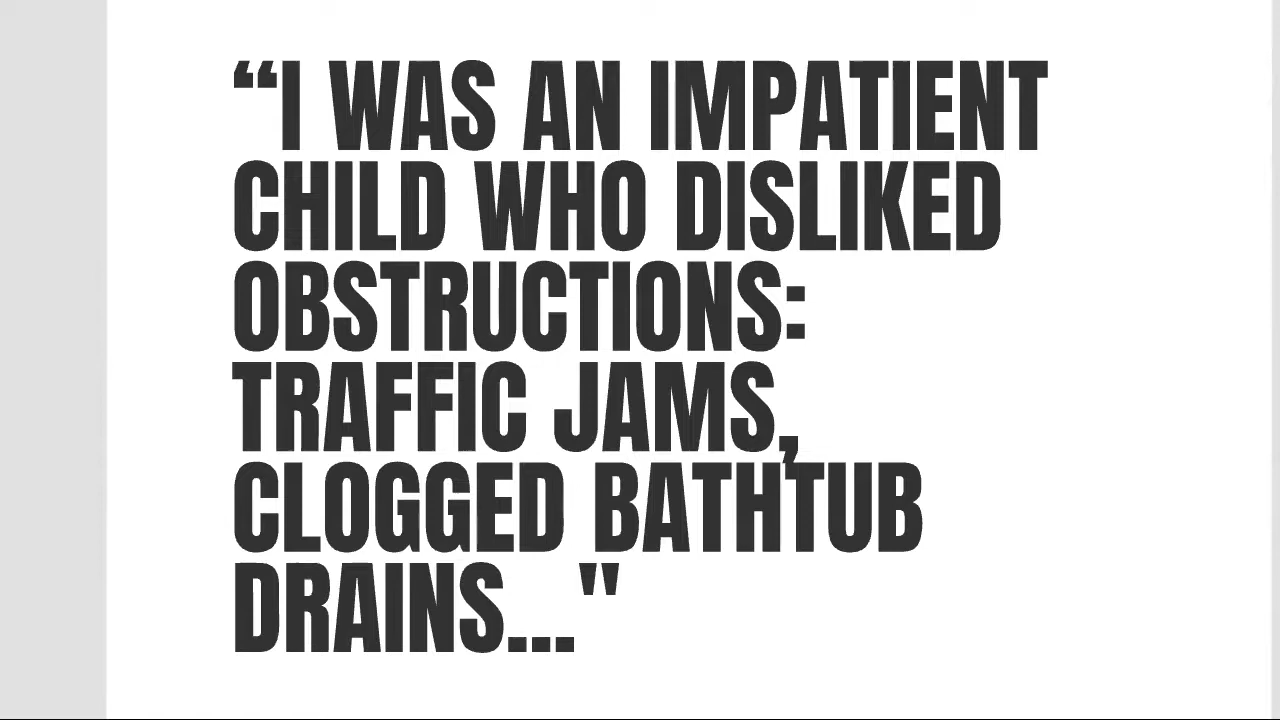 “I WAS AN IMPATIENT
CHILD WHO DISLIKED
OBSTRUCTIONS:
TRAFFIC JAMS,
CLOGGED BATHTUB
DRAINS..."